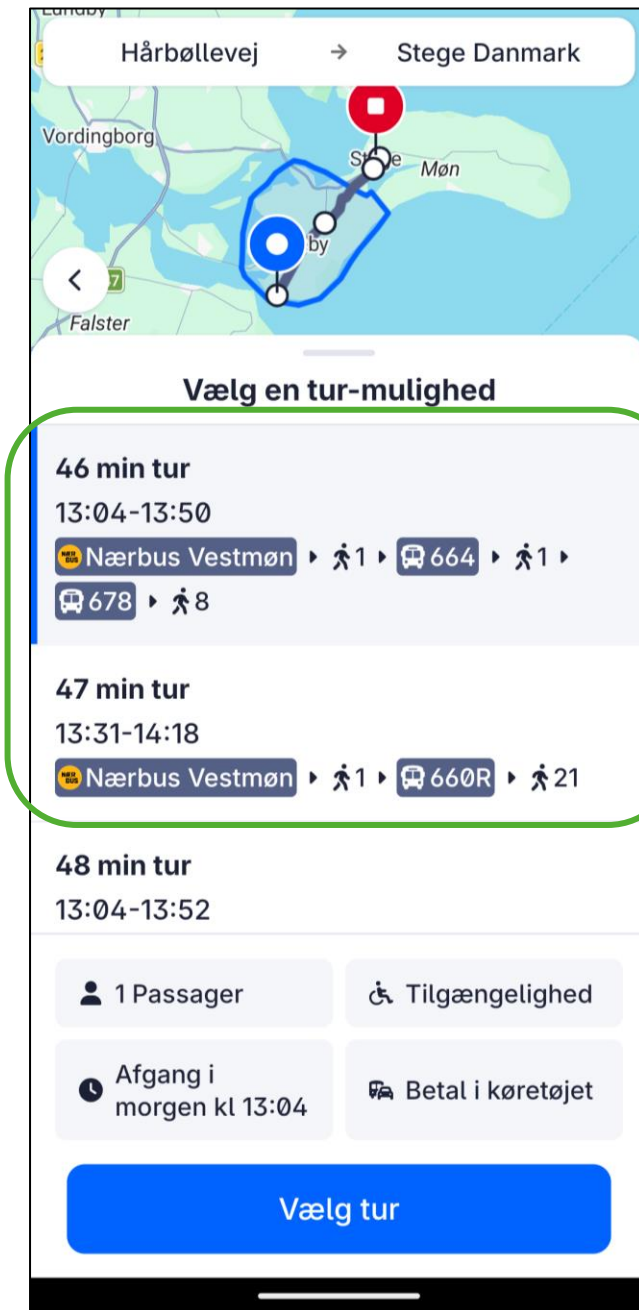 Hårbøllevej → Stege Danmark
Vordingborg
Møn
by
7
Falster
Vælg en tur-mulighed
46 min tur
13:04-13:50
Nærbus Vestmøn ▸ 1 ▸ 664 ▸ 1 ▸
678 ▸ 8
47 min tur
13:31-14:18
Nærbus Vestmøn ▸ 1 ▸ 660R ▸ 21
48 min tur
13:04-13:52
1 Passager
Tilgængelighed
Afgang i
morgen kl 13:04
Betal i køretøjet
Vælg tur